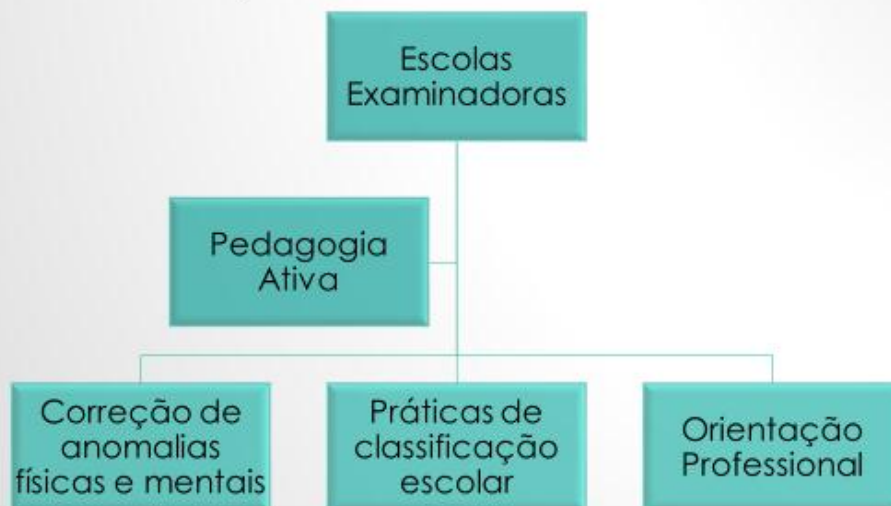 Escolas
Examinadoras
Pedagogia
Ativa
Correção de
anomalias
físicas e mentais
Práticas de
classificação
escolar
Orientação
Professional